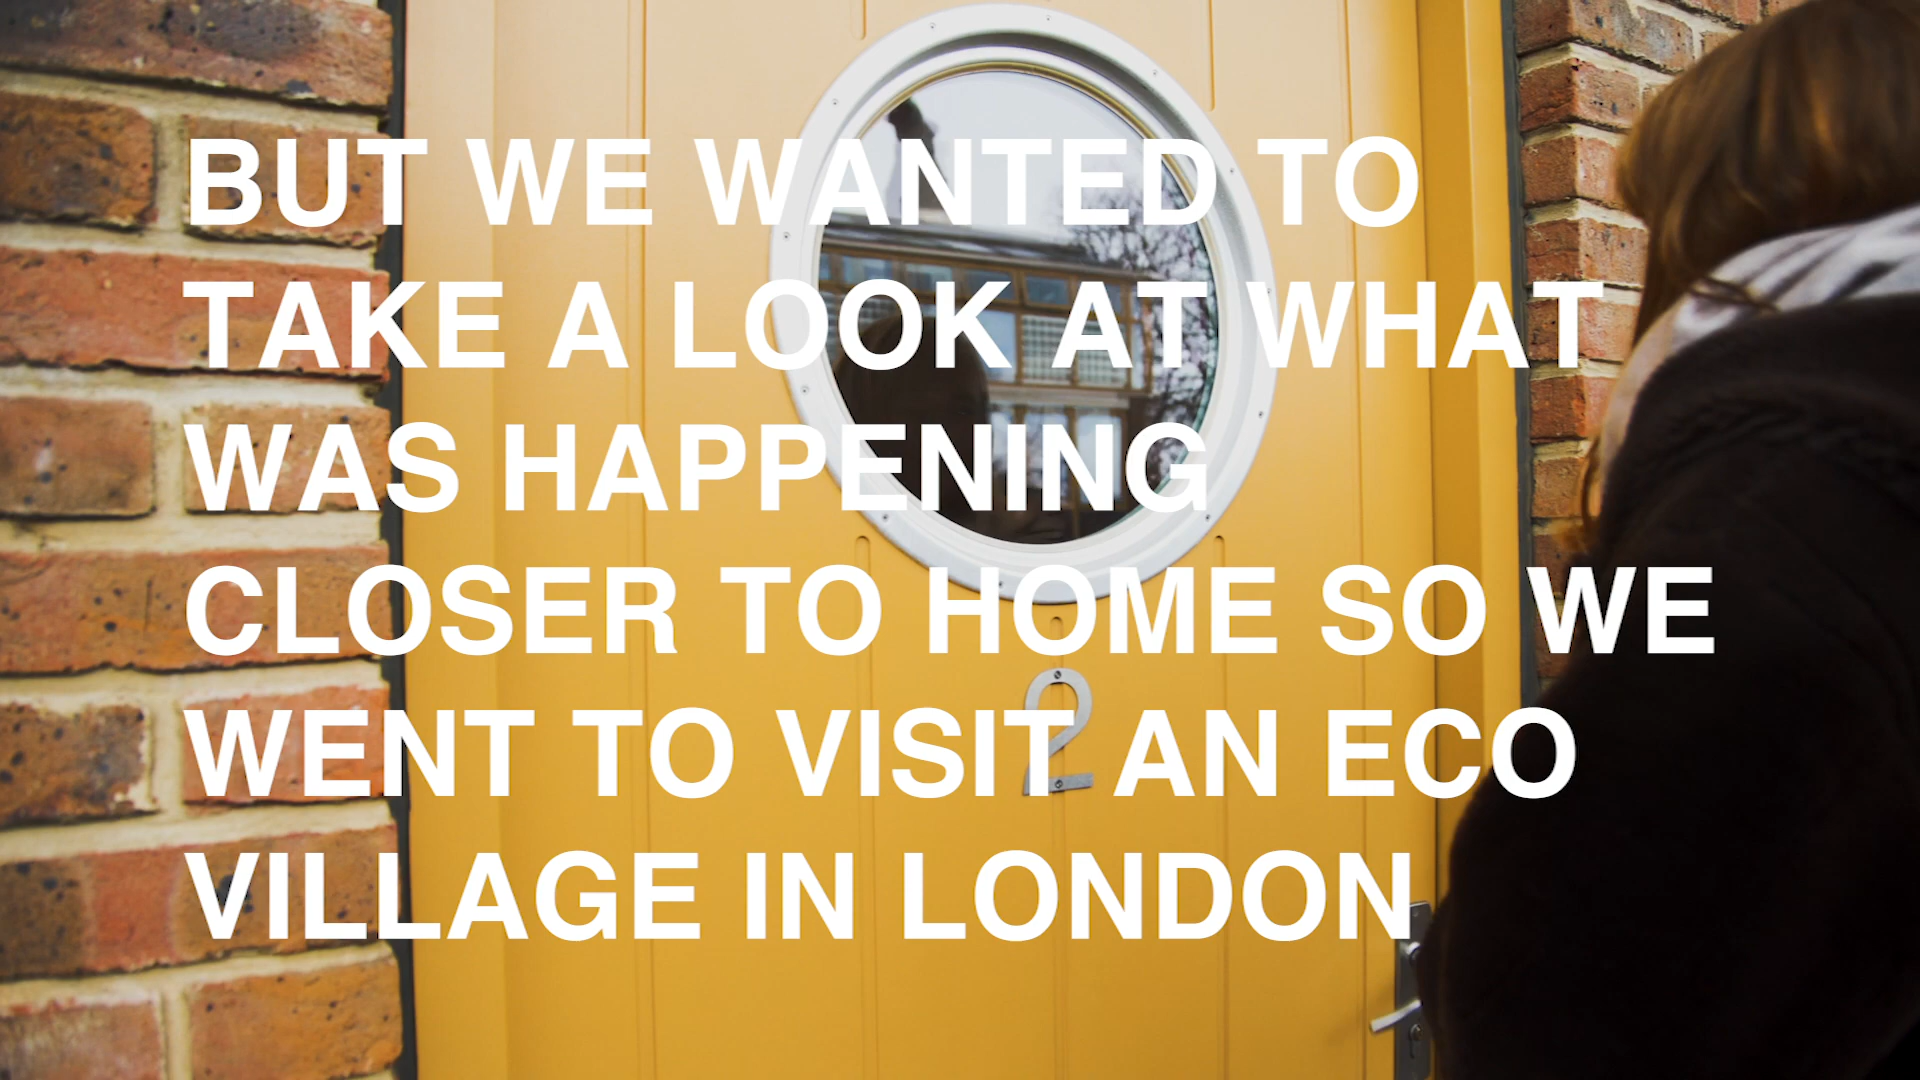 BUT WE WANTED TO
TAKE A LOOK AT WHAT
WAS HAPPENING
CLOSER TO HOME SO WE
2
WENT TO VISIT AN ECO
VILLAGE IN LONDON